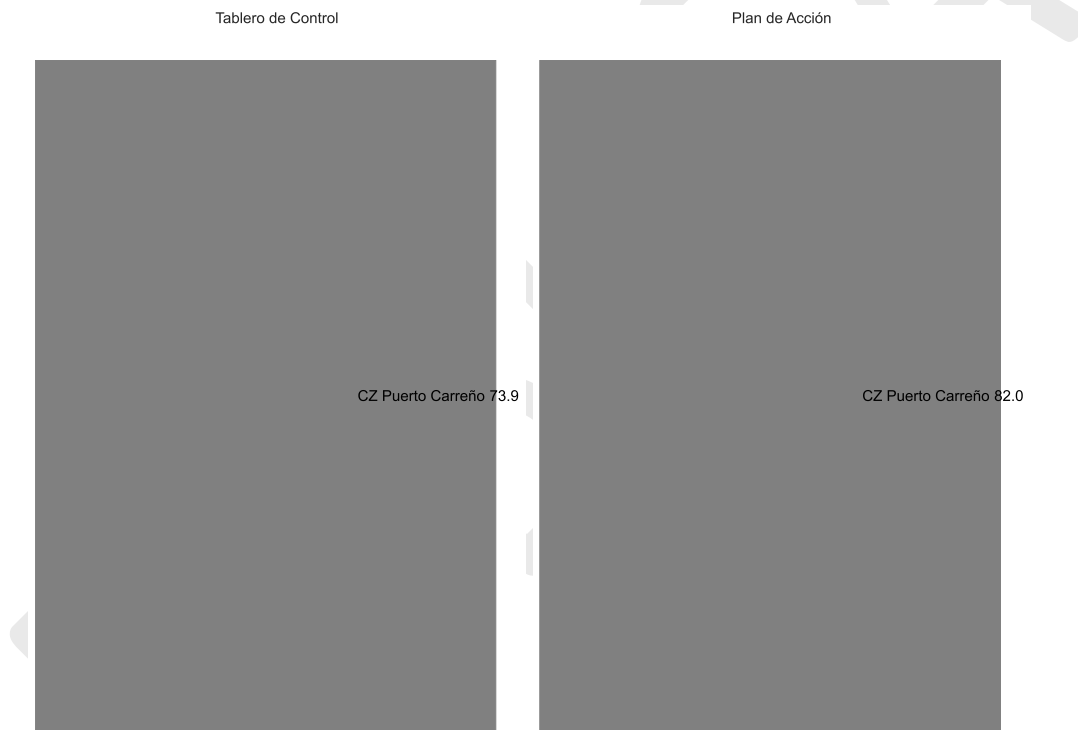 Tablero de Control
Plan de Acción
CZ Puerto Carreño 73.9
CZ Puerto Carreño 82.0